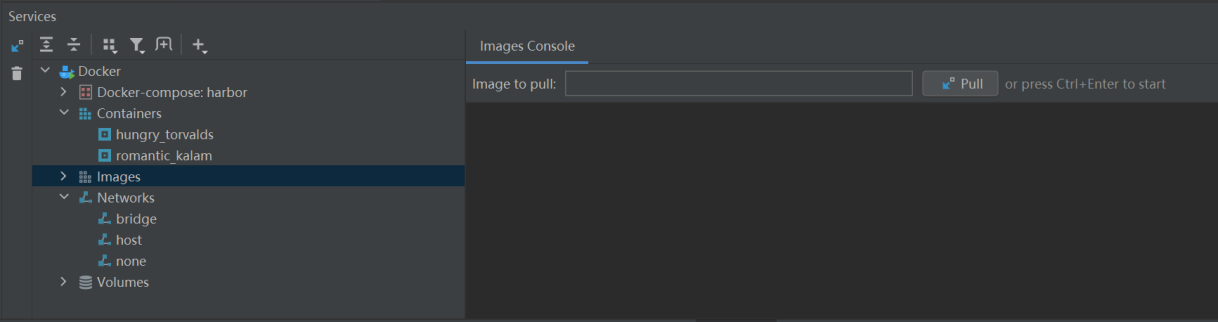 Services
Images Console
Image to pull: Pull or press Ctrl+Enter to start
Docker
Docker-compose: harbor
Containers
hungry_torvalds
romantic_kalam
Images
Networks
bridge
host
none
Volumes